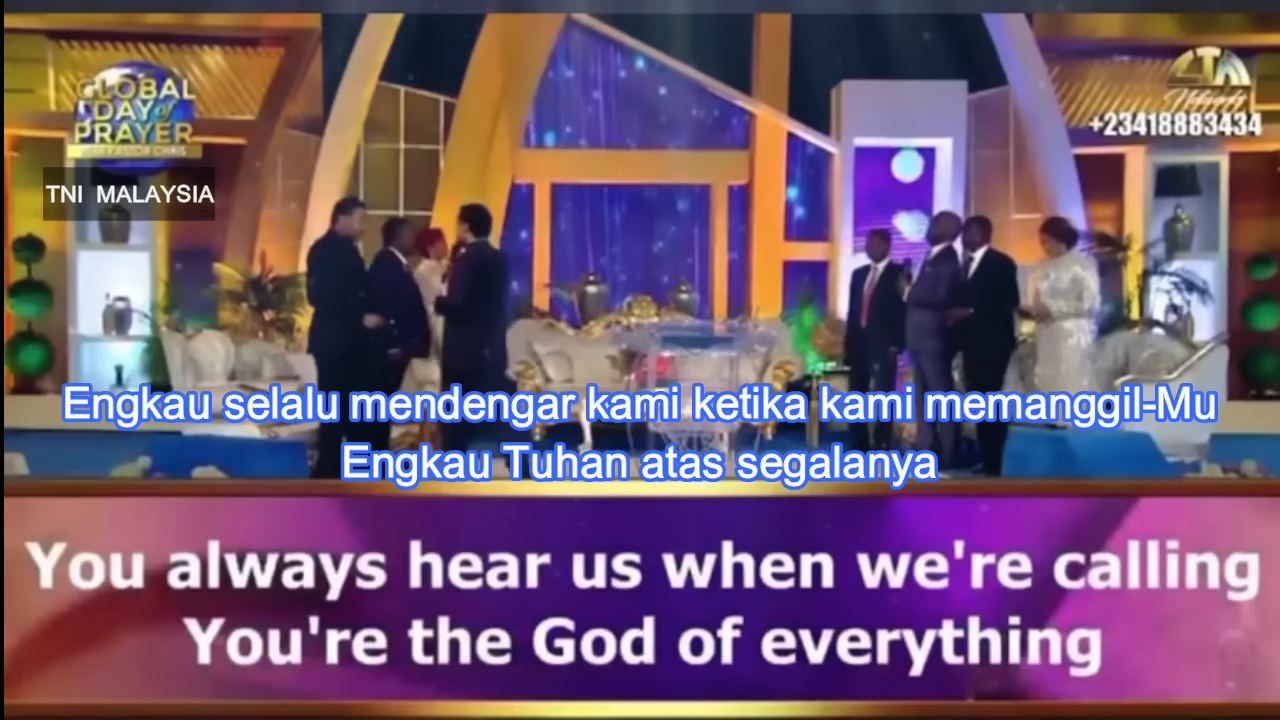 GLOBAL
DAY of
PRAYER
+23418883434
TNI MALAYSIA
Engkau selalu mendengar kami ketika kami memanggil-Mu
Engkau Tuhan atas segalanya
You always hear us when we're calling
You're the God of everything